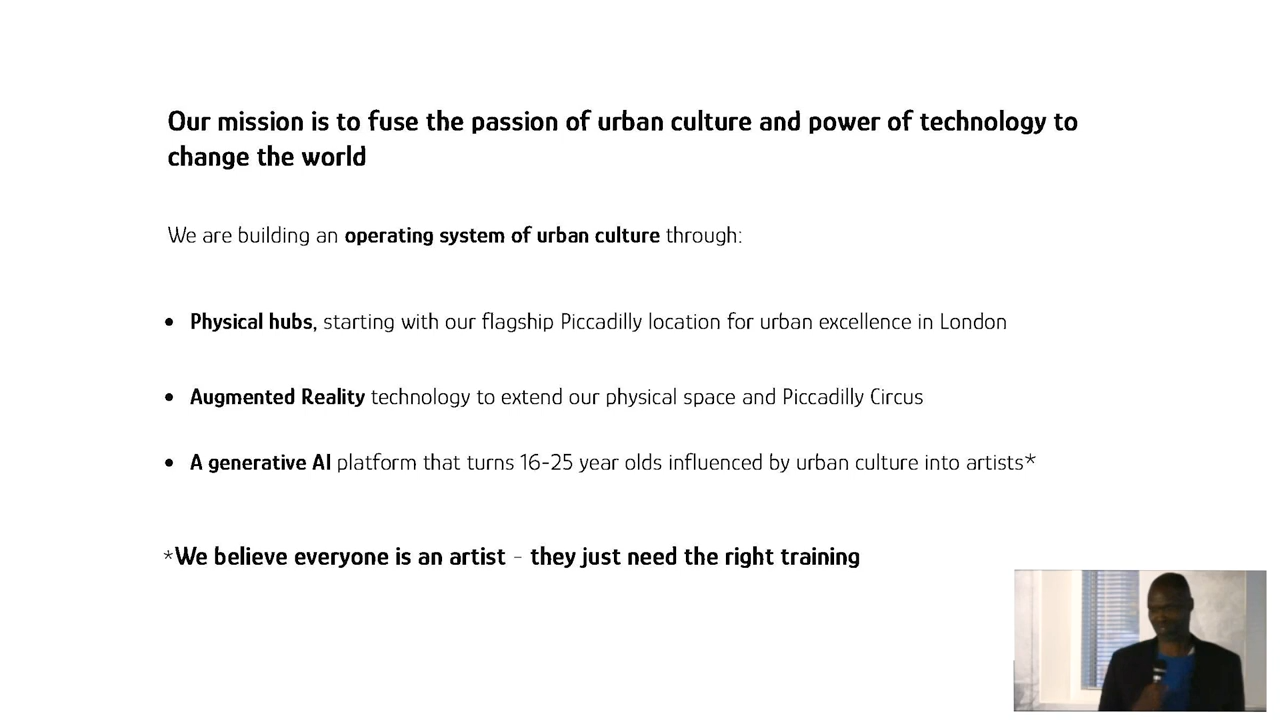 Our mission is to fuse the passion of urban culture and power of technology to
change the world
We are building an operating system of urban culture through:
• Physical hubs, starting with our flagship Piccadilly location for urban excellence in London
• Augmented Reality technology to extend our physical space and Piccadilly Circus
• A generative AI platform that turns 16-25 year olds influenced by urban culture into artists*
*We believe everyone is an artist - they just need the right training